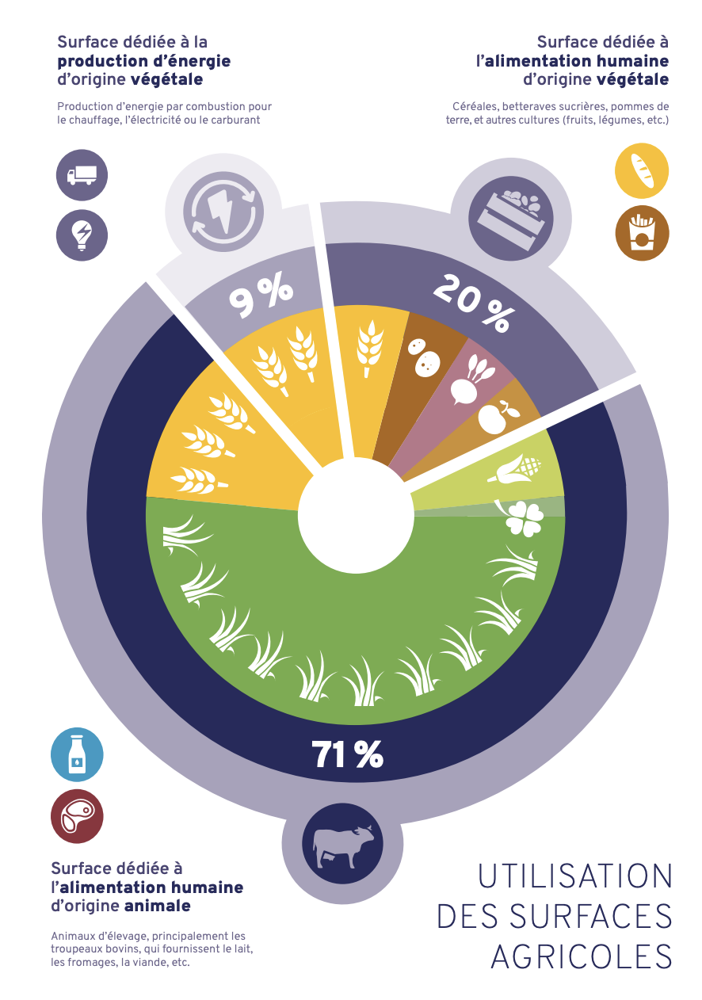 Surface dédiée à la
production d’énergie
d’origine végétale
Production d’energie par combustion pour
le chauffage, l’électricité ou le carburant
Surface dédiée à
l’alimentation humaine
d’origine végétale
Céréales, betteraves sucrières, pommes de
terre, et autres cultures (fruits, légumes, etc.)
9 %
20 %
71 %
Surface dédiée à
l’alimentation humaine
d’origine animale
Animaux d’élevage, principalement les
troupeaux bovins, qui fournissent le lait,
les fromages, la viande, etc.
UTILISATION
DES SURFACES
AGRICOLES